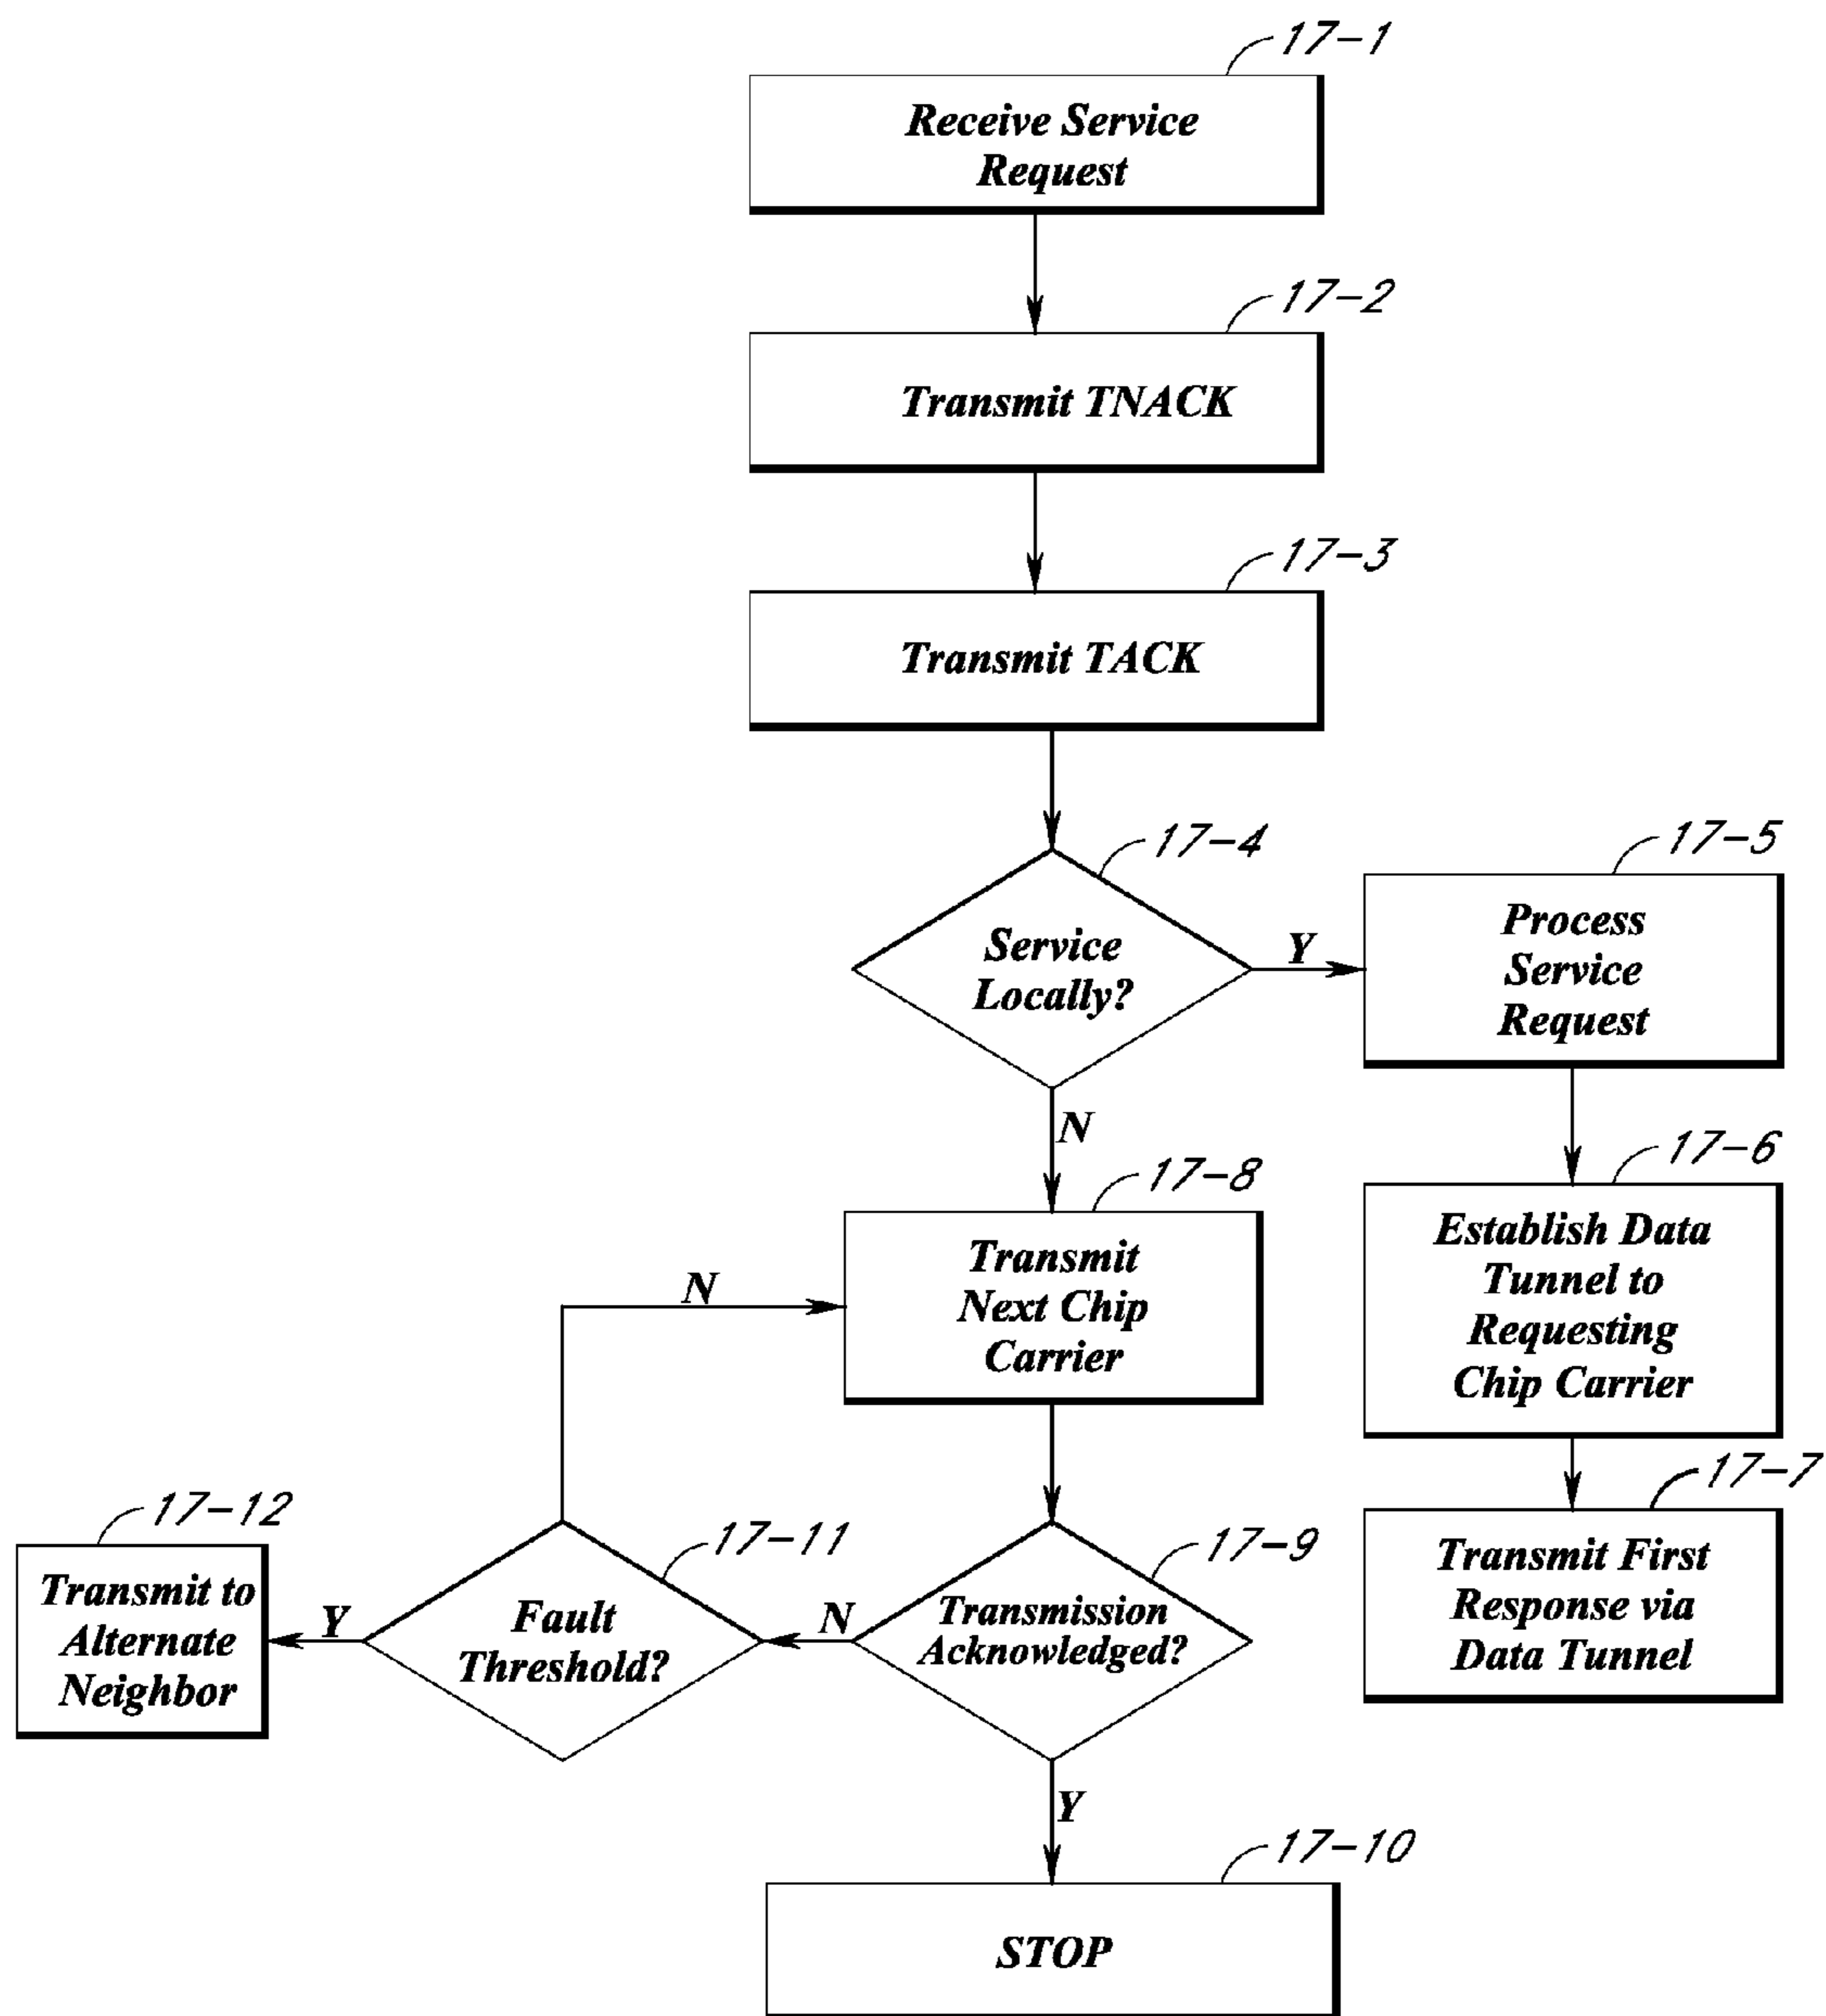 17-1
Receive Service
Request
17-2
Transmit TNACK
17-3
Transmit TACK
17-4
Service
Locally?
Y
N
17-5
Process
Service
Request
17-6
Establish Data
Tunnel to
Requesting
Chip Carrier
17-7
Transmit First
Response via
Data Tunnel
17-8
Transmit
Next Chip
Carrier
N
17-9
Transmission
Acknowledged?
N
Y
17-11
Fault
Threshold?
Y
17-12
Transmit to
Alternate
Neighbor
17-10
STOP